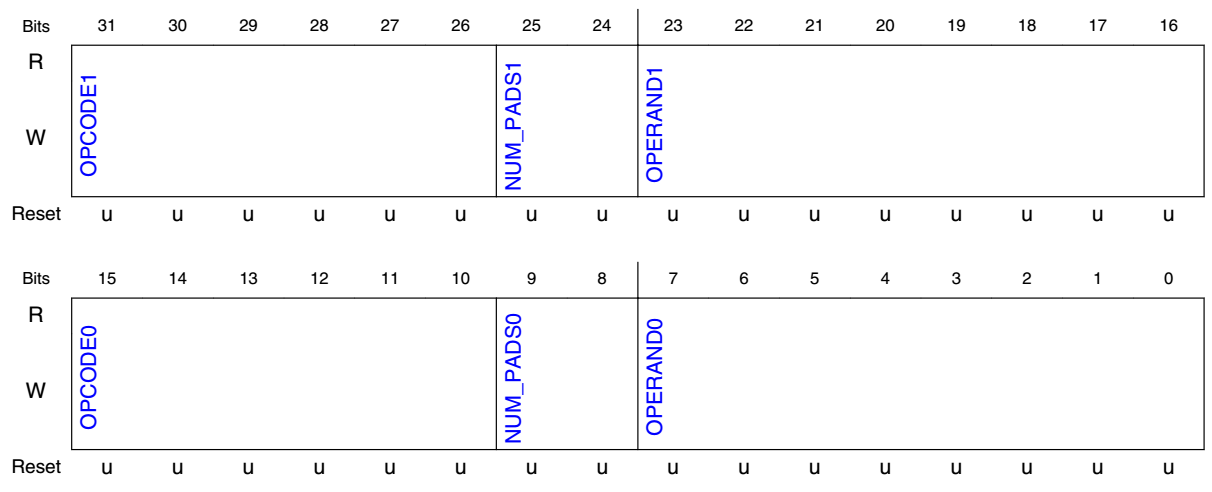 Bits 31 30 29 28 27 26 25 24 23 22 21 20 19 18 17 16
R
OPCODE1 NUM_PADS1 OPERAND1
W
Reset u u u u u u u u u u u u u u u u
Bits 15 14 13 12 11 10 9 8 7 6 5 4 3 2 1 0
R
OPCODE0 NUM_PADS0 OPERAND0
W
Reset u u u u u u u u u u u u u u u u